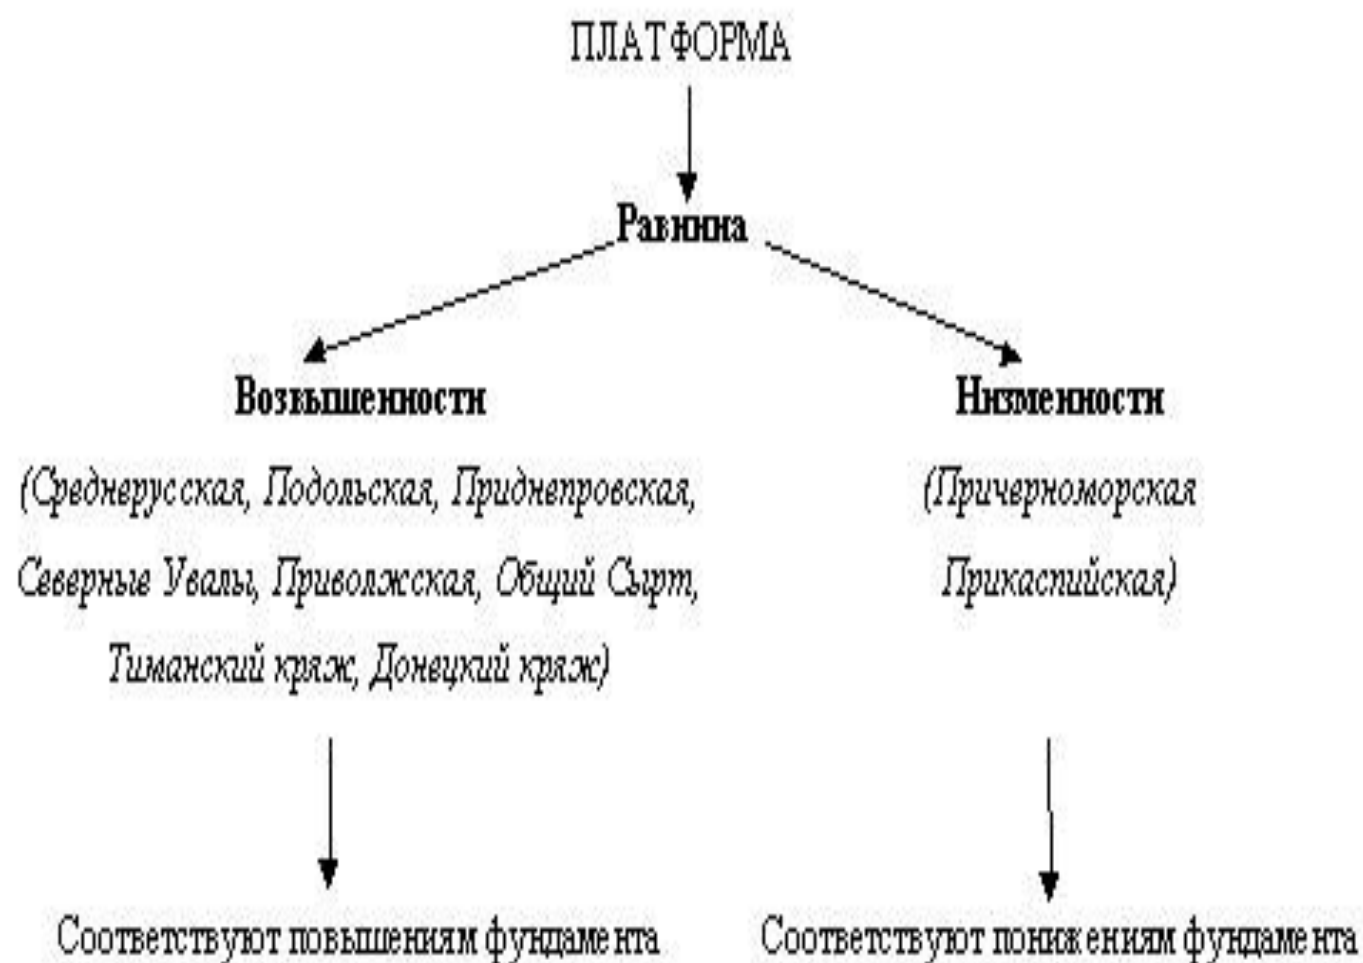 ПЛАТФОРМА
Равнина
Возвышенности
(Среднерусская, Подольская, Приднепровская,
Северные Увалы, Приволжская, Общий Сырт,
Тиманский кряж, Донецкий кряж)
Низменности
(Причерноморская
Прикаспийская)
Соответствуют повышениям фундамента
Соответствуют понижениям фундамента